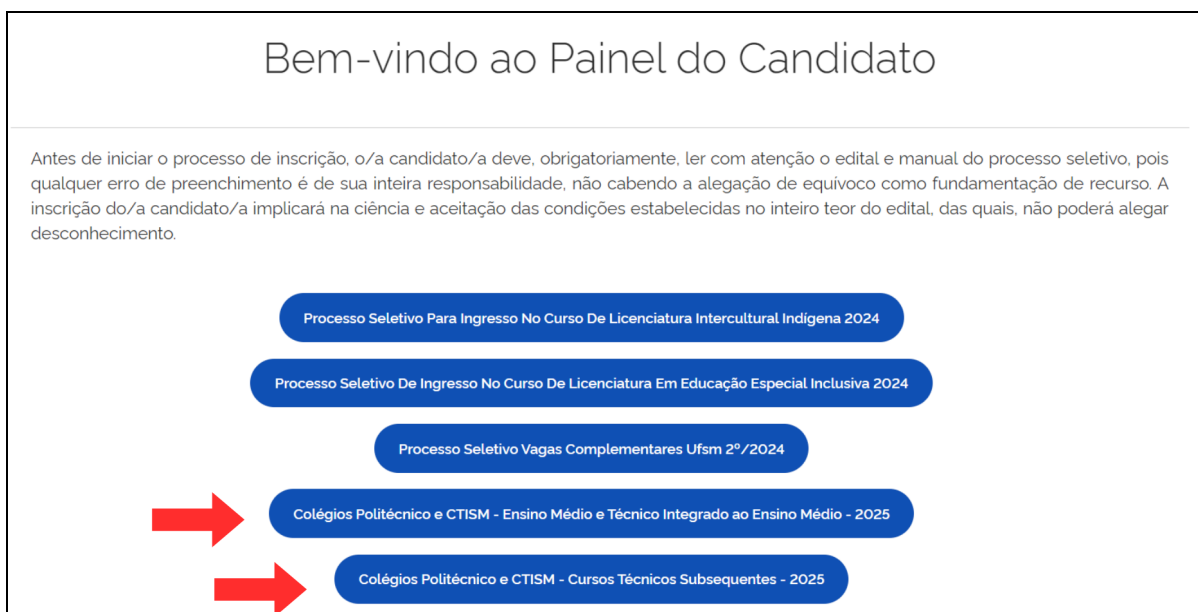 Bem-vindo ao Painel do Candidato
Antes de iniciar o processo de inscrição, o/a candidato/a deve, obrigatoriamente, ler com atenção o edital e manual do processo seletivo, pois
qualquer erro de preenchimento é de sua inteira responsabilidade, não cabendo a alegação de equívoco como fundamentação de recurso. A
inscrição do/a candidato/a implicará na ciência e aceitação das condições estabelecidas no inteiro teor do edital, das quais, não poderá alegar
desconhecimento.
Processo Seletivo Para Ingresso No Curso De Licenciatura Intercultural Indígena 2024
Processo Seletivo De Ingresso No Curso De Licenciatura Em Educação Especial Inclusiva 2024
Processo Seletivo Vagas Complementares Ufsm 2º/2024
Colégios Politécnico e CTISM - Ensino Médio e Técnico Integrado ao Ensino Médio - 2025
Colégios Politécnico e CTISM - Cursos Técnicos Subsequentes - 2025